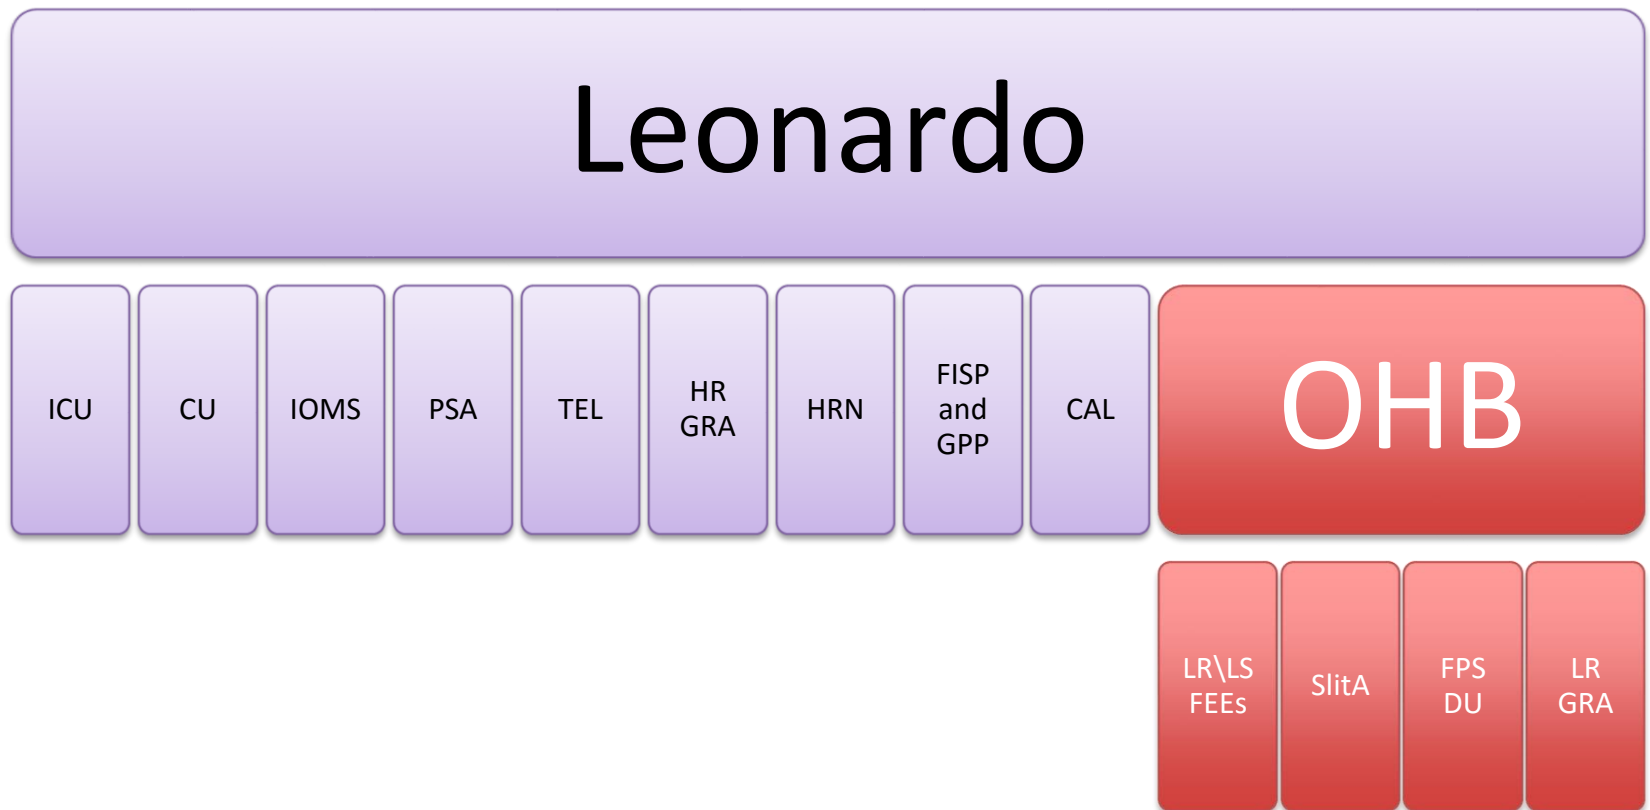 Leonardo
ICU
CU
IOMS
PSA
TEL
HR
GRA
HRN
FISP
and
GPP
CAL
OHB
LR\LS
FEEs
SlitA
FPS
DU
LR
GRA